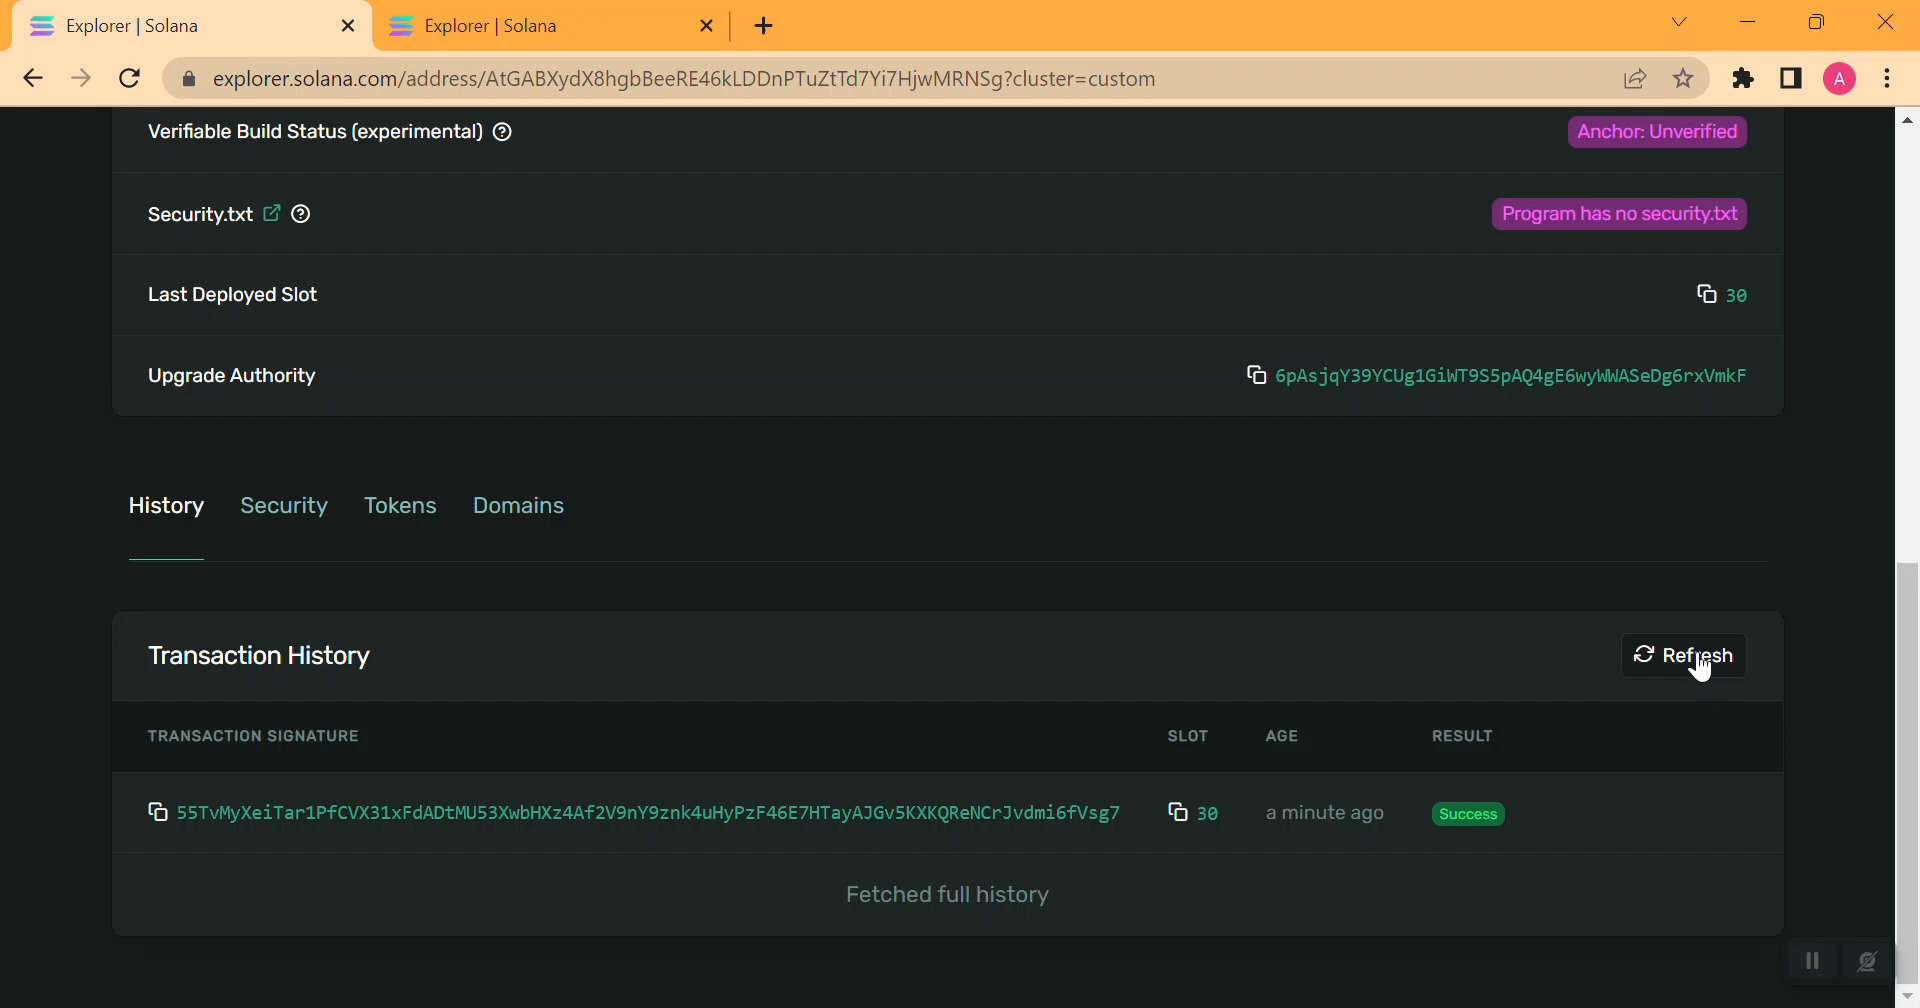 Explorer | Solana
Explorer | Solana
explorer.solana.com/address/AtGABXydX8hgbBeeRE46kLDDnPTuZtTd7Yi7HjwMRNSg?cluster=custom
A
Verifiable Build Status (experimental)
Anchor: Unverified
Security.txt
Program has no security.txt
Last Deployed Slot
30
Upgrade Authority
6pAsjqY39YCUg1GiWT9S5pAQ4gE6wyWWASeDg6rxVmkF
History Security Tokens Domains
Transaction History
Refresh
TRANSACTION SIGNATURE SLOT AGE RESULT
55TvMyXeiTar1PfCVX31xFdADtMU53XwbHXz4Af2V9nY9znk4uHyPzF46E7HTayAJGv5KXKQReNCrJvdmi6fVsg7 30 a minute ago Success
Fetched full history